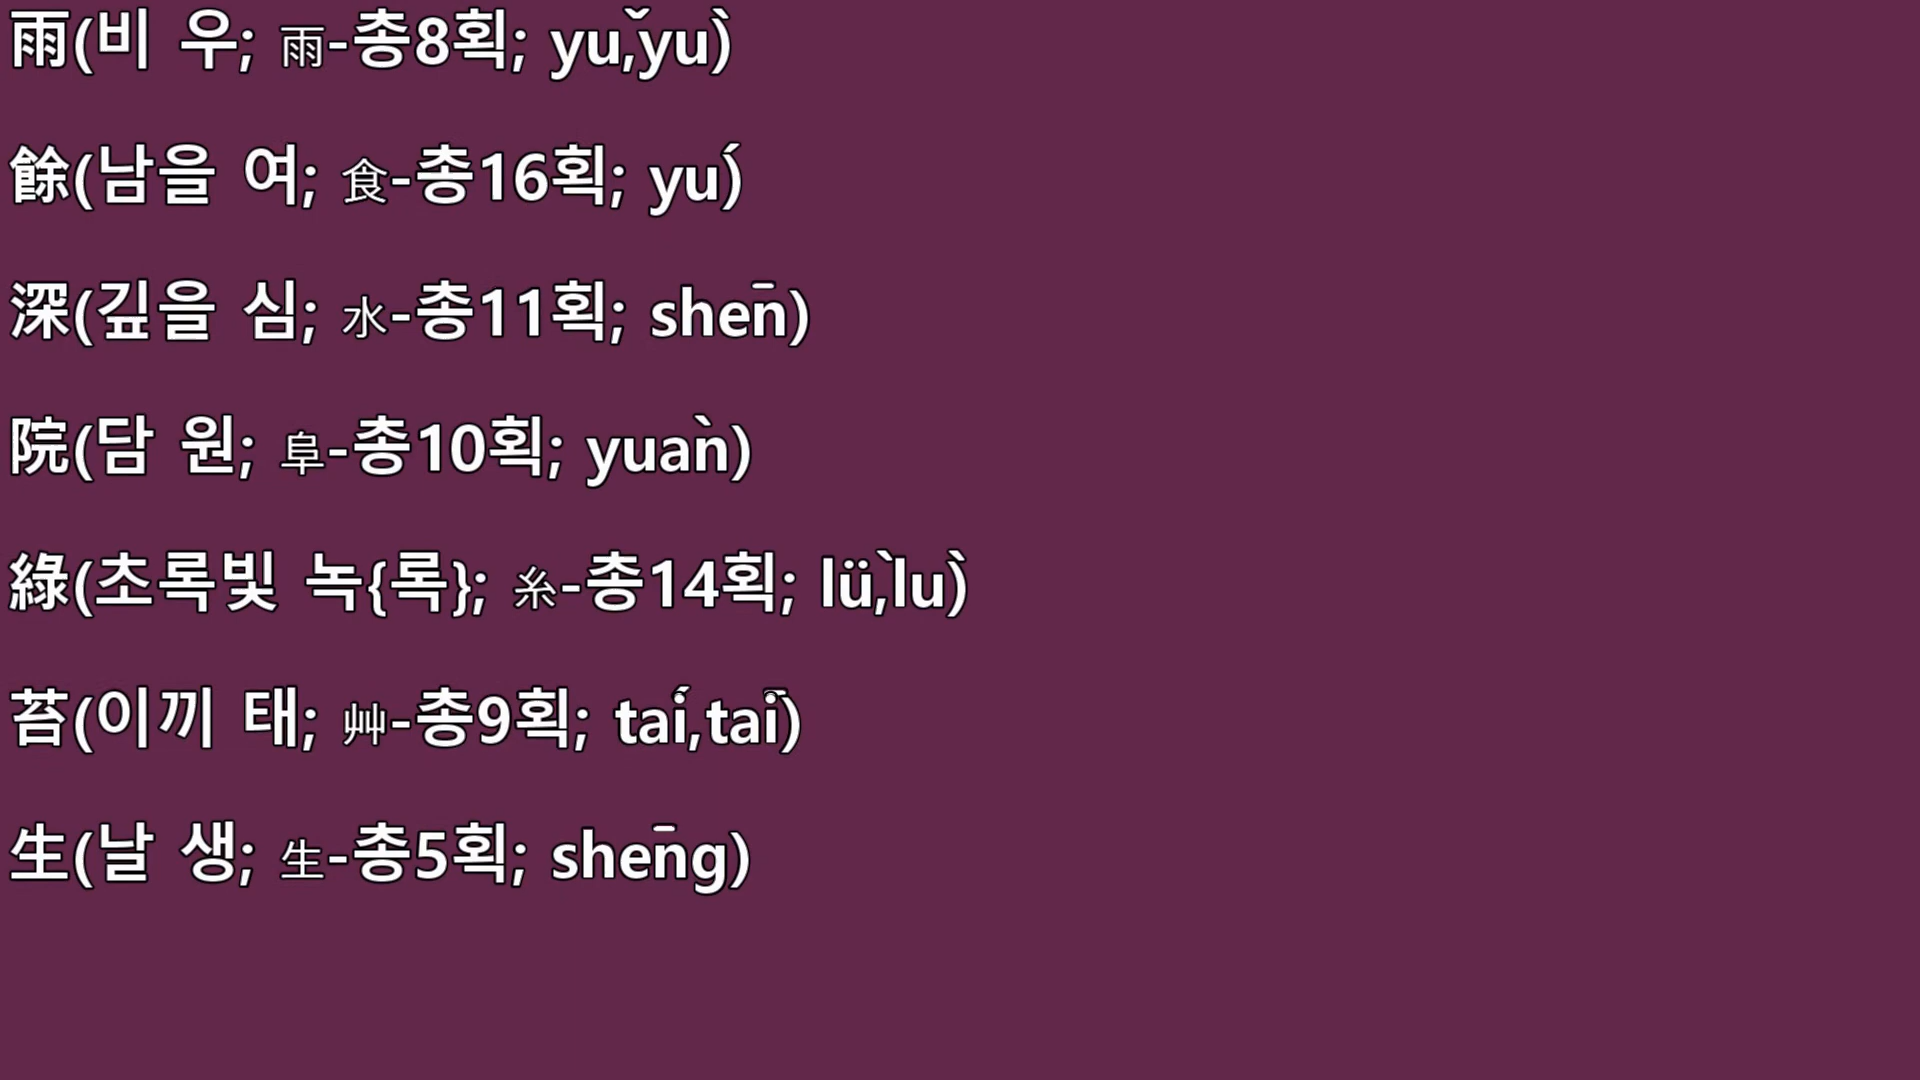 雨(비 우; 雨-총8획; yǔ,yù)
餘(남을 여; 食-총16획; yú)
深(깊을 심; 水-총11획; shēn)
院(담 원; 阜-총10획; yuàn)
綠(초록빛 녹{록}; 糸-총14획; lǜ,lù)
苔(이끼 태; 艸-총9획; tái,tāi)
生(날 생; 生-총5획; shēng)